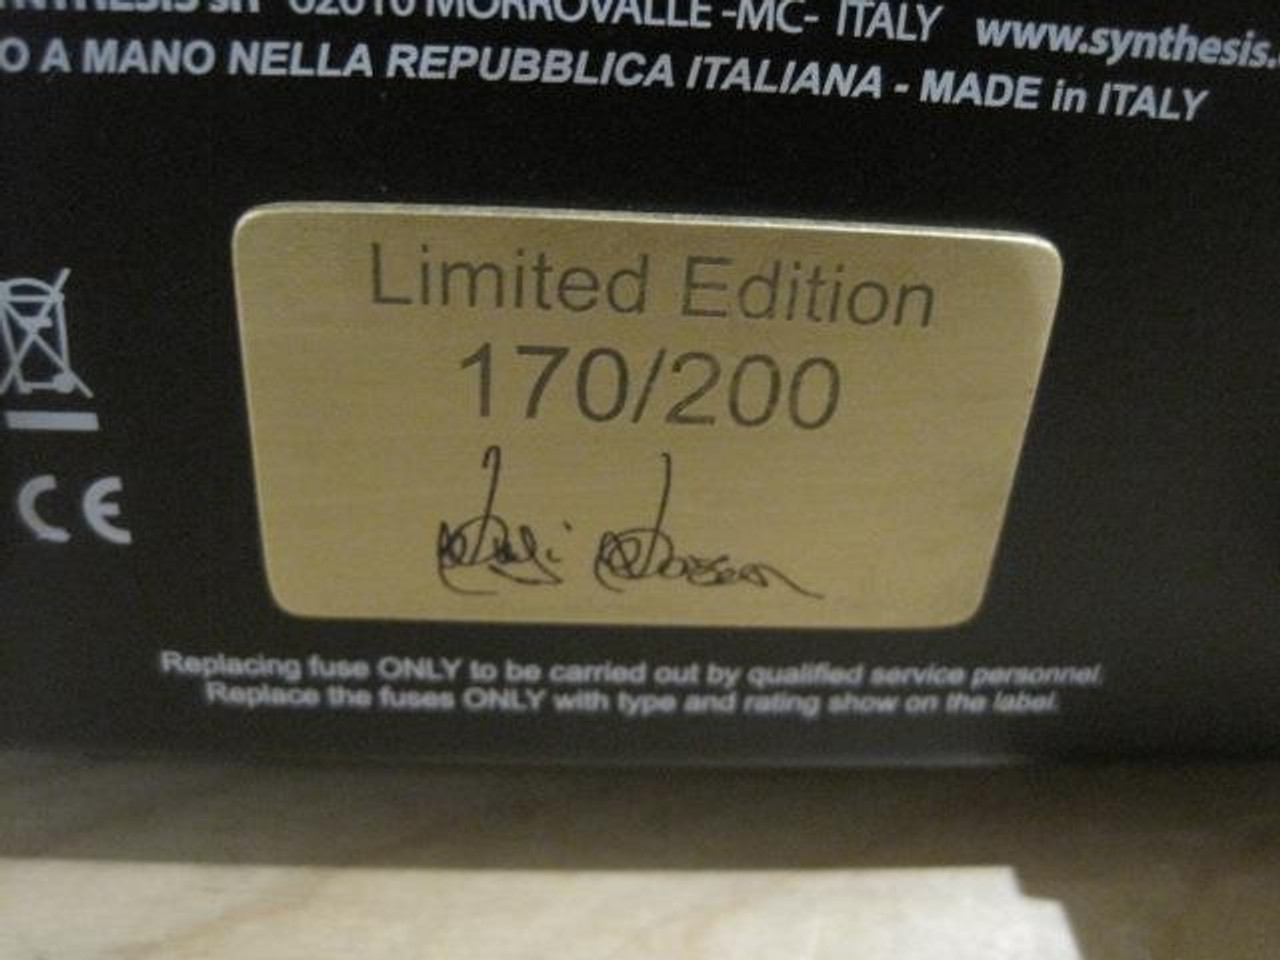 62010 MORROVALLE -MC- ITALY www.synthesis.
O A MANO NELLA REPUBBLICA ITALIANA - MADE in ITALY
Limited Edition
170/200
CE
Replacing fuse ONLY to be carried out by qualified service personnel.
Replace the fuses ONLY with type and rating show on the label.